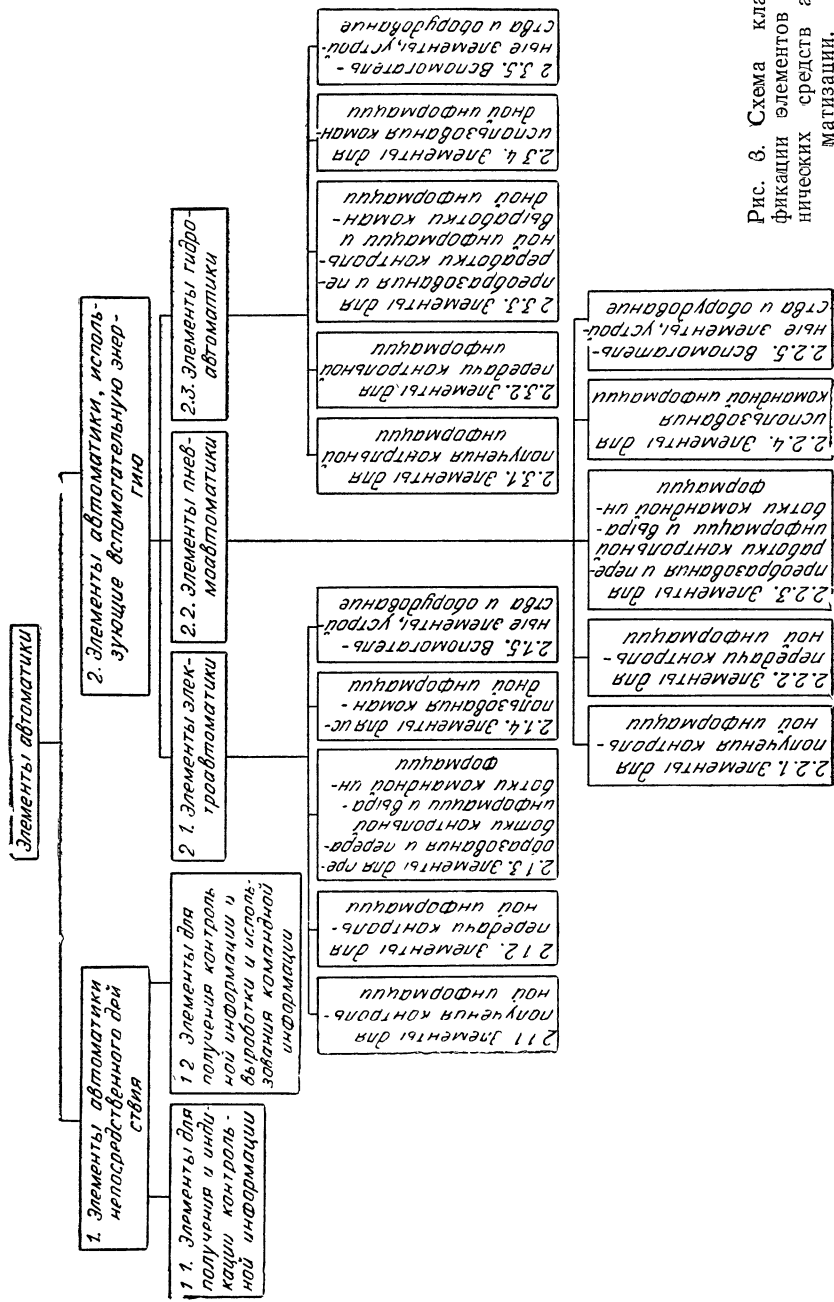 Элементы автоматики
1. Элементы автоматики
непосредственного дей
ствия
2. Элементы автоматики, исполь-
зующие вспомогательную энер-
гию
1 1. Элементы для
получения и инди-
кации контроль-
ной информации
1 2 Элементы для
получения контроль
ной информации и
выработки и исполь-
зования командной
информации
2 1. Элементы элек-
троавтоматики
2.2. Элементы пнев-
моавтоматики
2.3. Элементы гидро-
автоматики
2 1 1 Элементы для
получения контроль-
ной информации
2 1 2. Элементы для
передачи контроль-
ной информации
2.1.3. Элементы для пре-
образования и перера-
ботки контрольной
информации и выра-
ботки командной ин-
формации
2.1.4. Элементы для ис-
пользования коман-
дной информации
2.1.5. Вспомогатель-
ные элементы, устрой
ства и оборудование
2.2.1. Элементы для
получения контроль-
ной информации
2.2.2. Элементы для
передачи контроль-
ной информации
2.2.3. Элементы для
преобразования и пере-
работки контрольной
информации и выра-
ботки командной ин-
формации
2.2.4. Элементы для
использования
командной информации
2.2.5. Вспомогатель-
ные элементы, устрой-
ства и оборудование
2.3.1. Элементы для
получения контрльной
информации
2.3.2. Элементы для
передачи контрольной
информации
2.3.3. Элементы для
преобразования и пе-
реработки контроль-
ной информации и
выработки коман-
дной информации
2.3 4. Элементы для
использования коман-
дной информации
2 3.5. Вспомогатель-
ные элементы, устрой-
ства и оборудование
Рис. 3. Схема кла
фикации элементов
нических средств а
матизации.